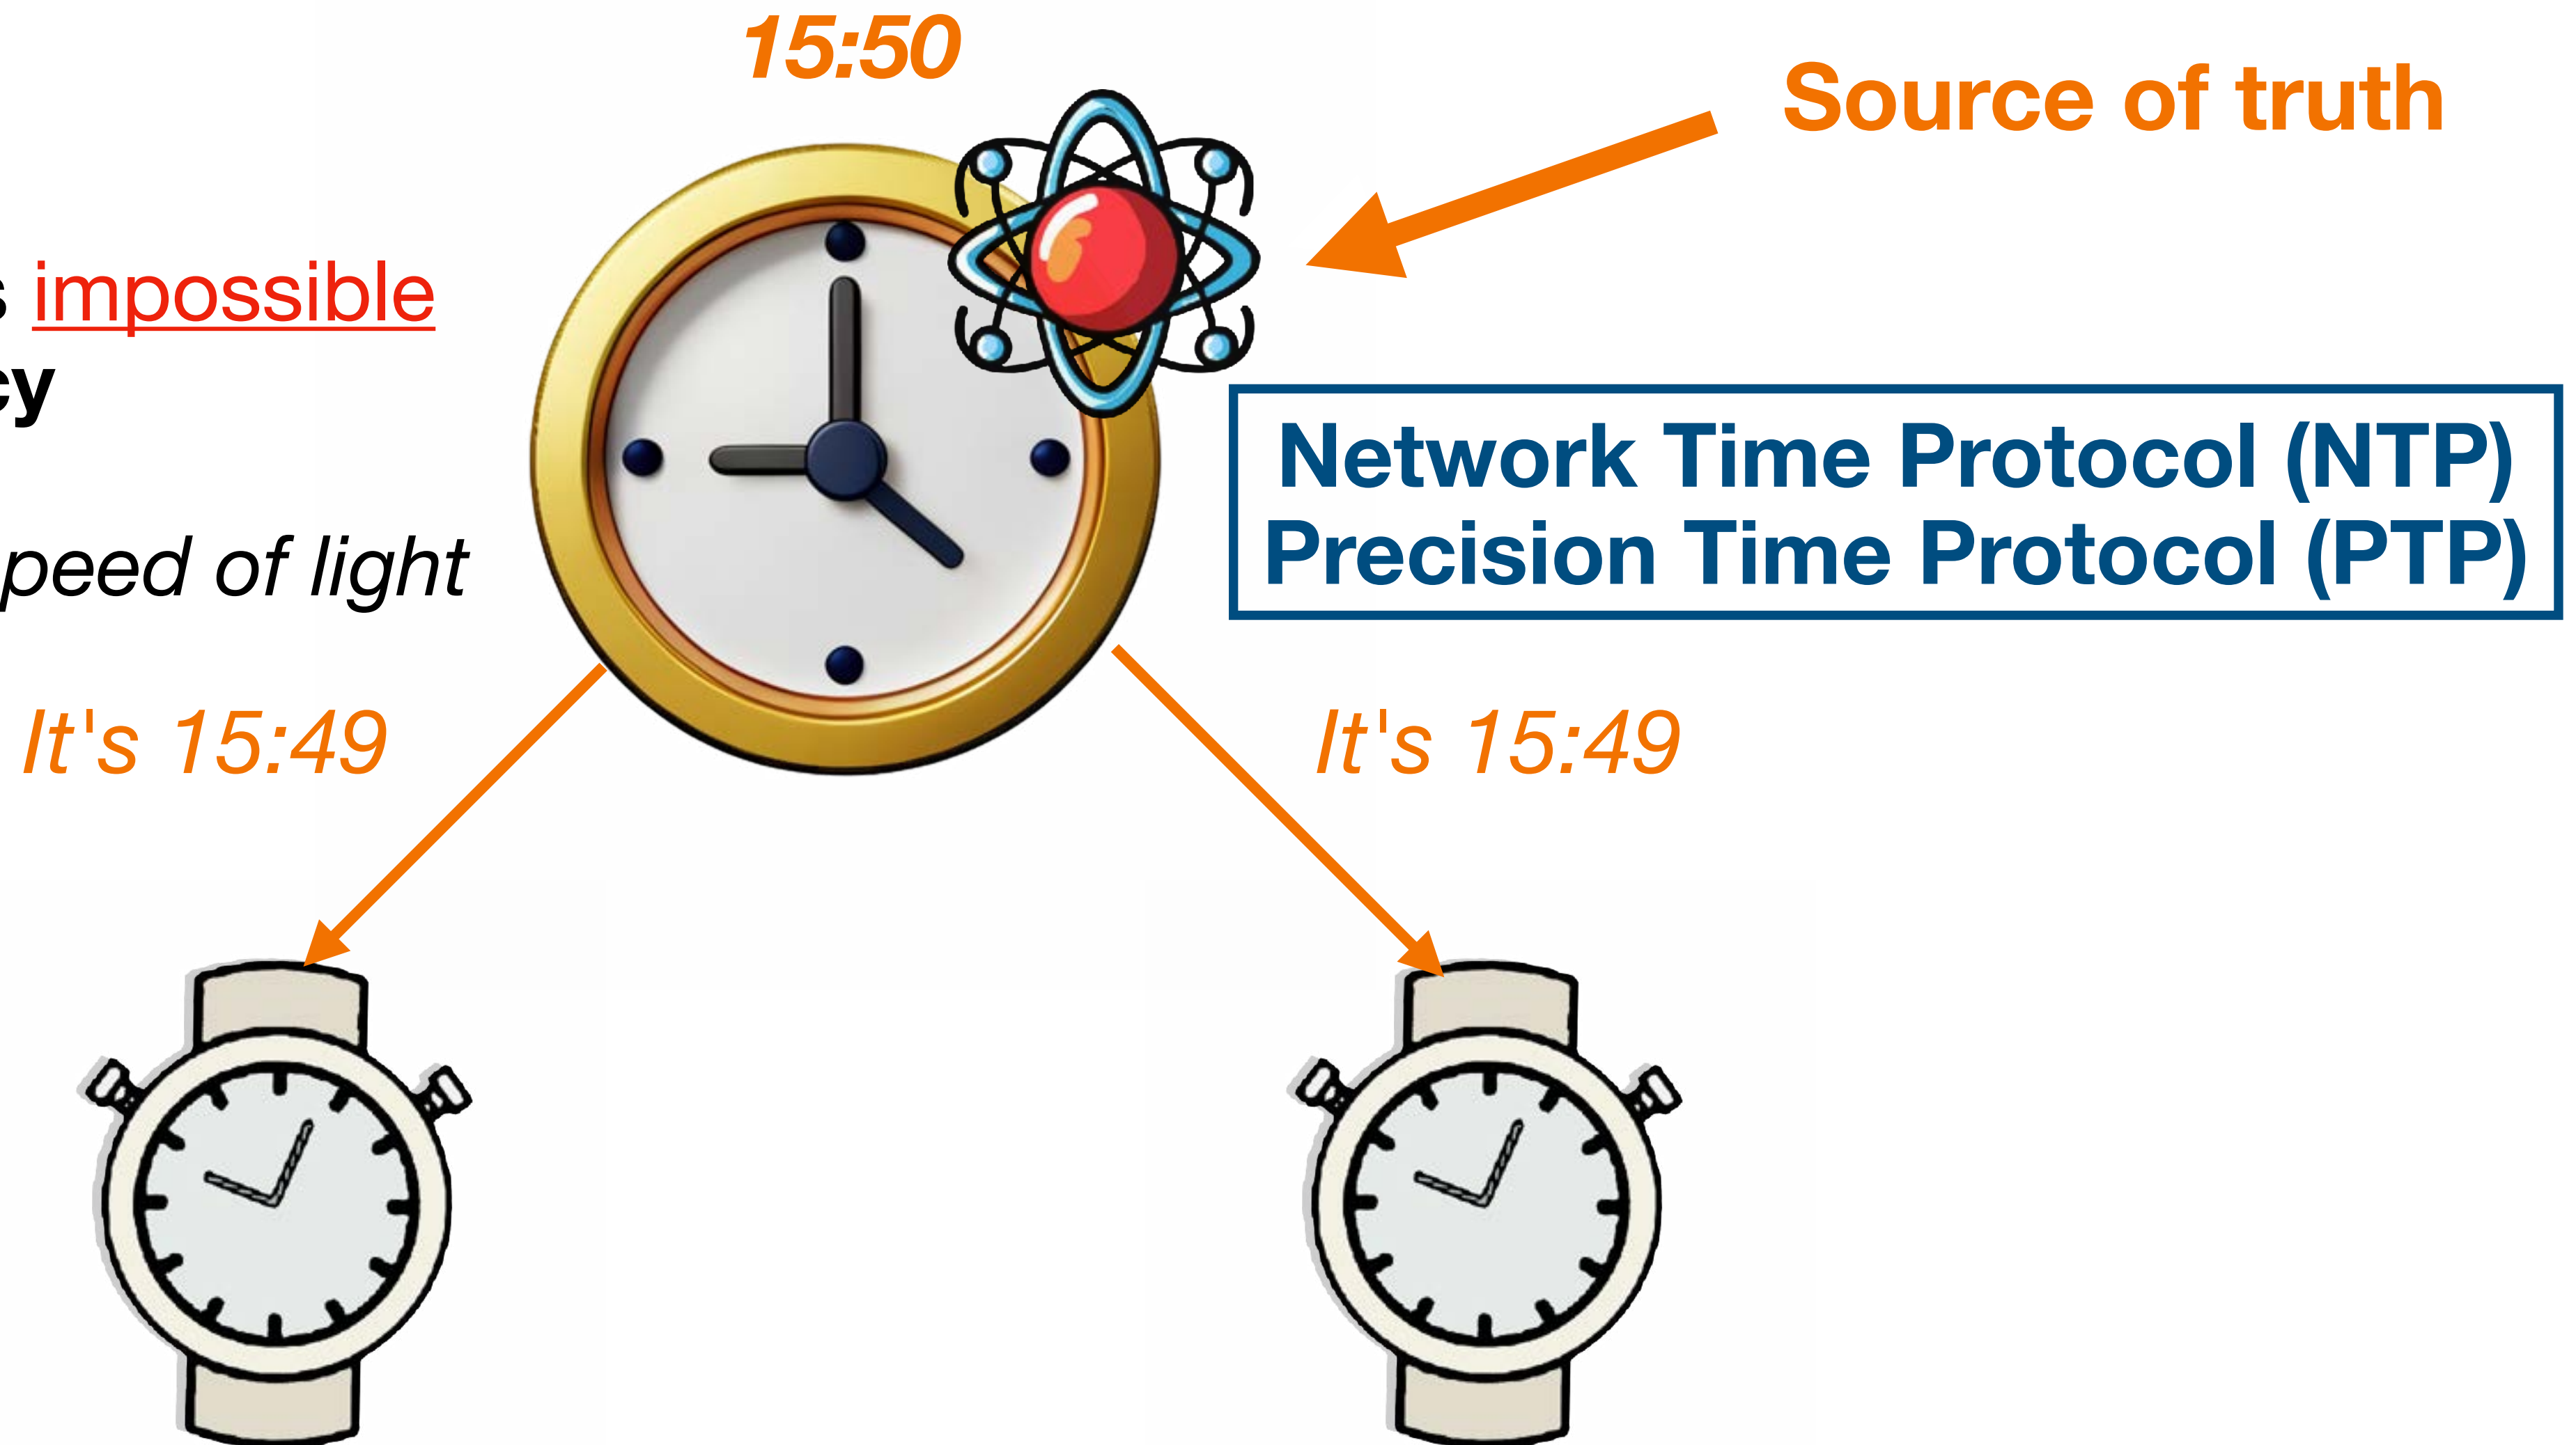 15:50
Source of truth
s impossible
cy
Network Time Protocol (NTP)
Precision Time Protocol (PTP)
peed of light
It's 15:49
It's 15:49